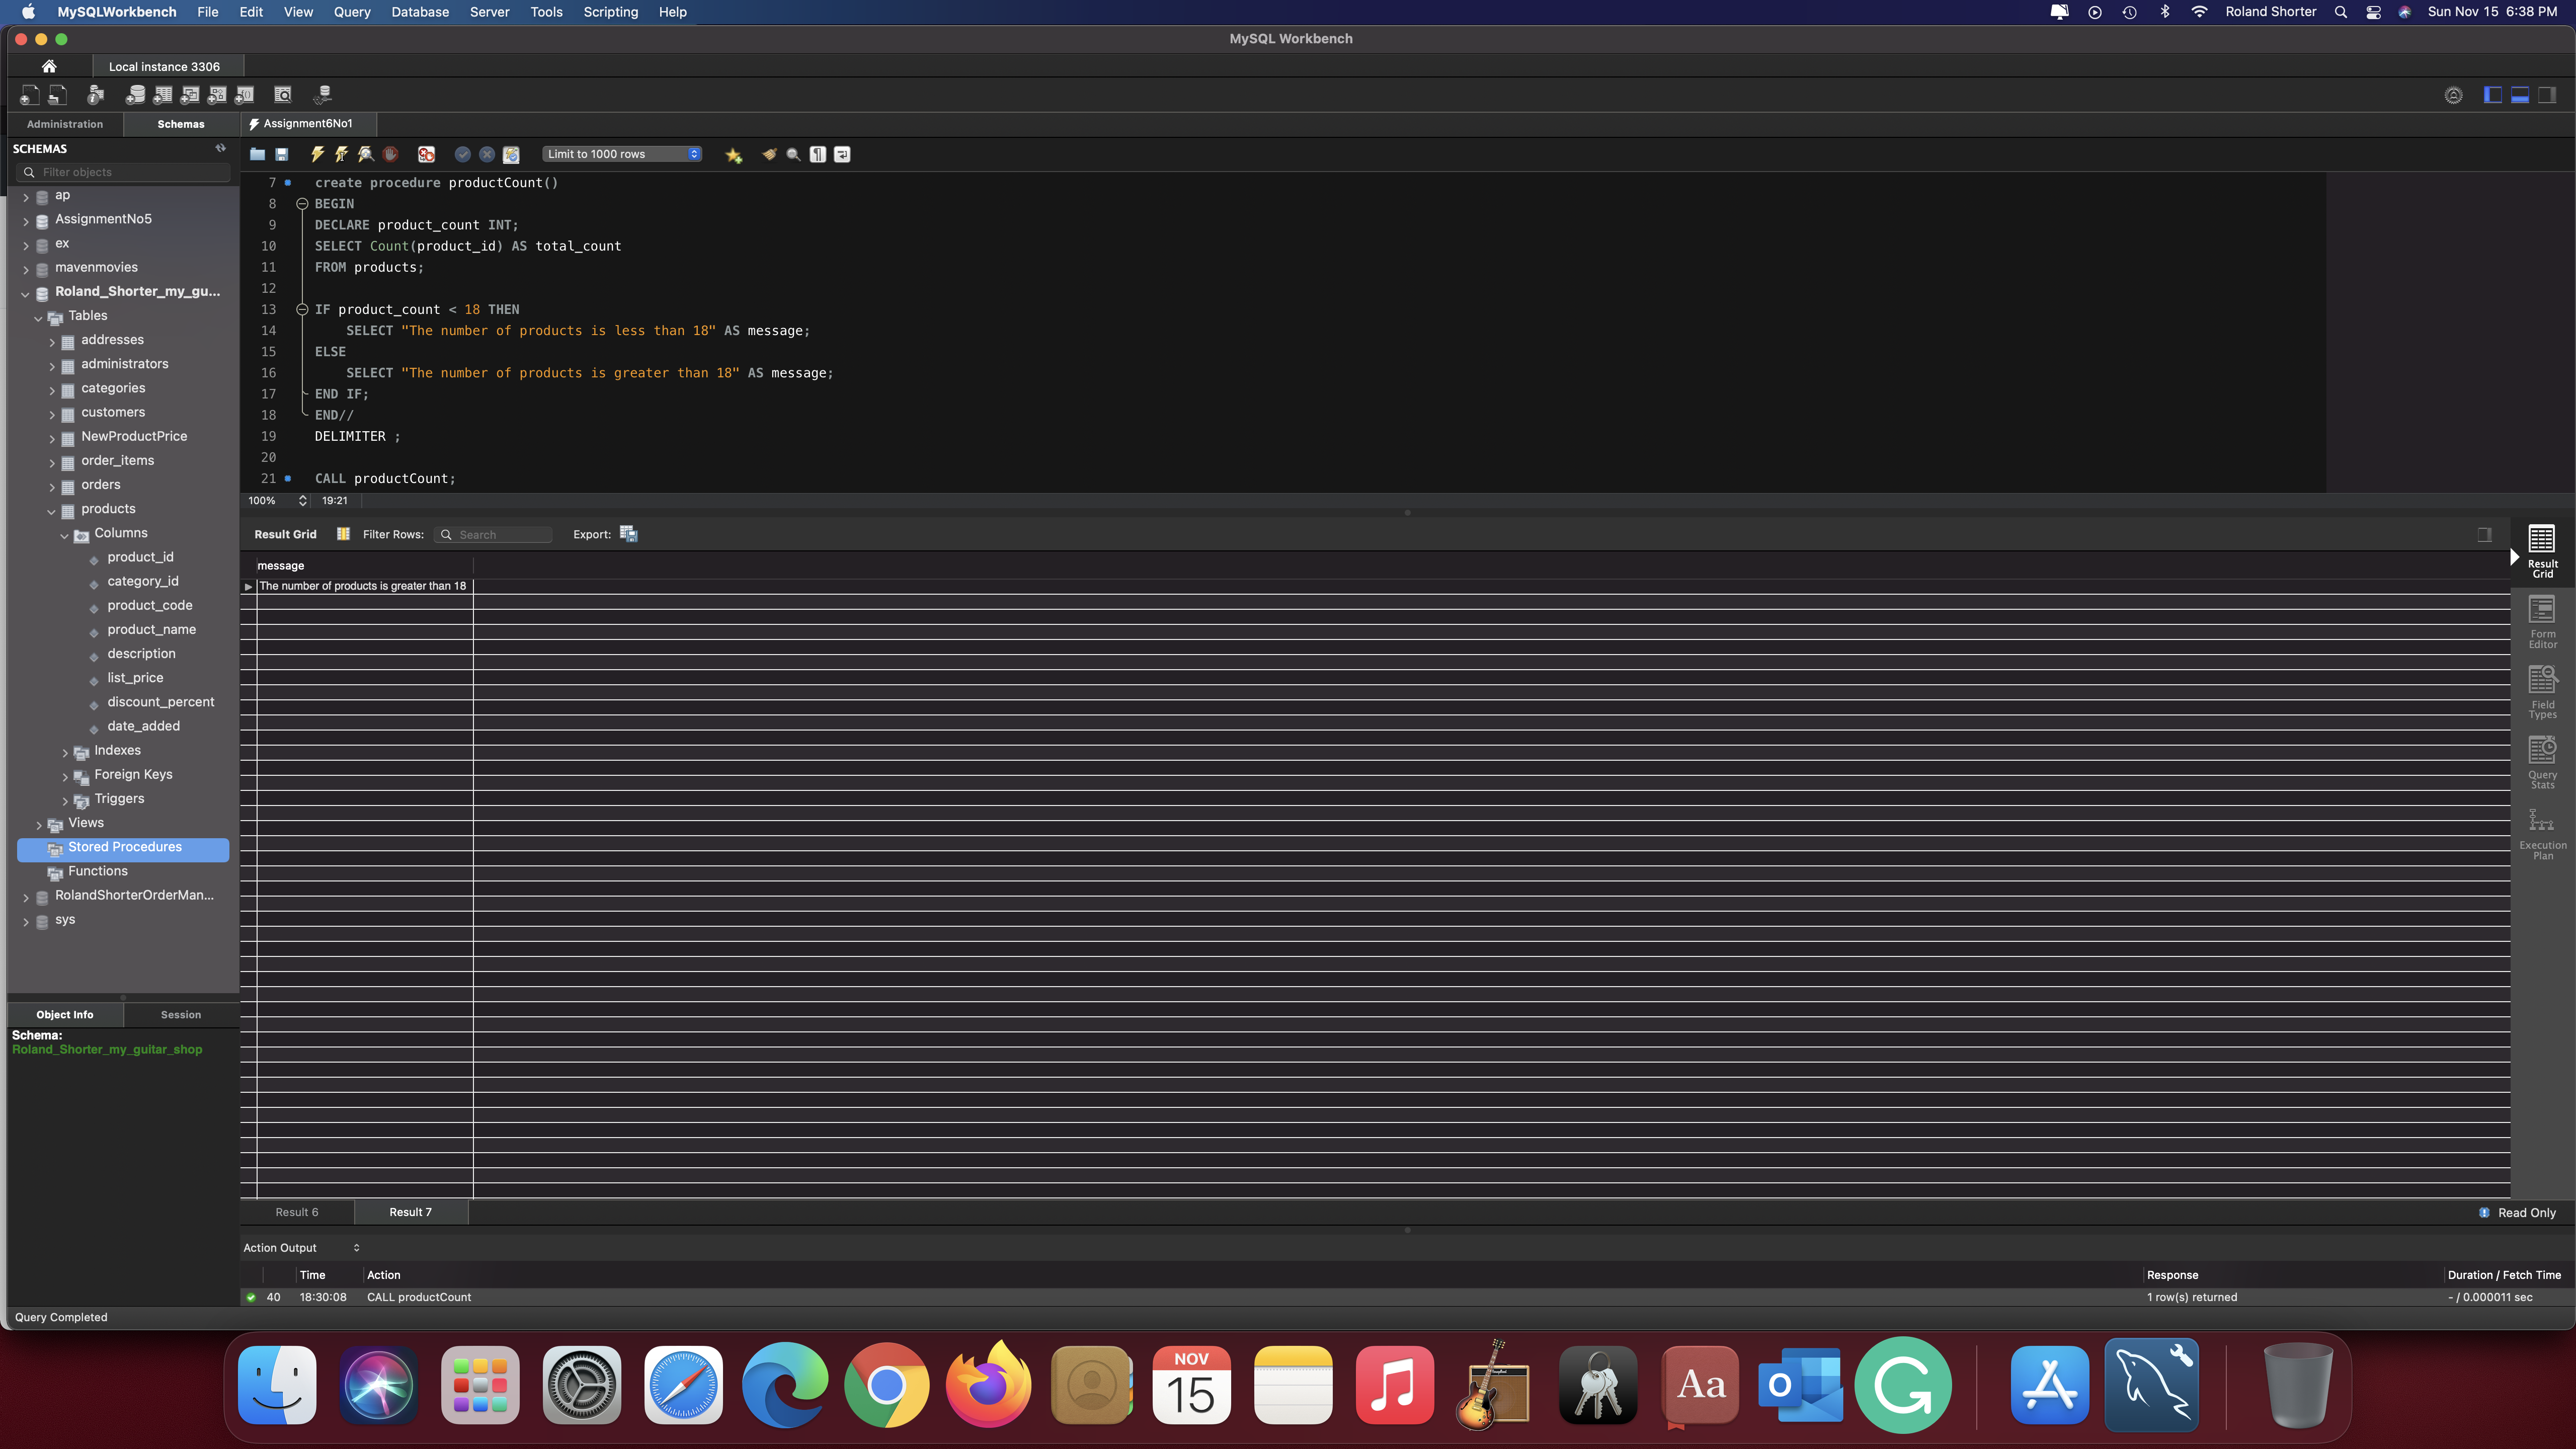 MySQLWorkbench File Edit View Query Database Server Tools Scripting Help Roland Shorter Sun Nov 15 6:38 PM
MySQL Workbench
Local instance 3306
Administration Schemas Assignment6No1
SCHEMAS
Filter objects
Limit to 1000 rows
ap
AssignmentNo5
ex
mavenmovies
Roland_Shorter_my_gu...
Tables
addresses
administrators
categories
customers
NewProductPrice
order_items
orders
products
Columns
product_id
category_id
product_code
product_name
description
list_price
discount_percent
date_added
Indexes
Foreign Keys
Triggers
Views
Stored Procedures
Functions
RolandShorterOrderMan...
sys
Object Info Session
Schema:
Roland_Shorter_my_guitar_shop
7 create procedure productCount()
8 BEGIN
9 DECLARE product_count INT;
10 SELECT Count(product_id) AS total_count
11 FROM products;
12
13 IF product_count < 18 THEN
14 SELECT "The number of products is less than 18" AS message;
15 ELSE
16 SELECT "The number of products is greater than 18" AS message;
17 END IF;
18 END//
19 DELIMITER ;
20
21 CALL productCount;
100% 19:21
Result Grid Filter Rows: Search Export:
message
The number of products is greater than 18
Result
Grid
Form
Editor
Field
Types
Query
Stats
Execution
Plan
Result 6 Result 7 Read Only
Action Output
Time Action Response Duration / Fetch Time
40 18:30:08 CALL productCount 1 row(s) returned - / 0.000011 sec
Query Completed
NOV
15
Aa
O
G